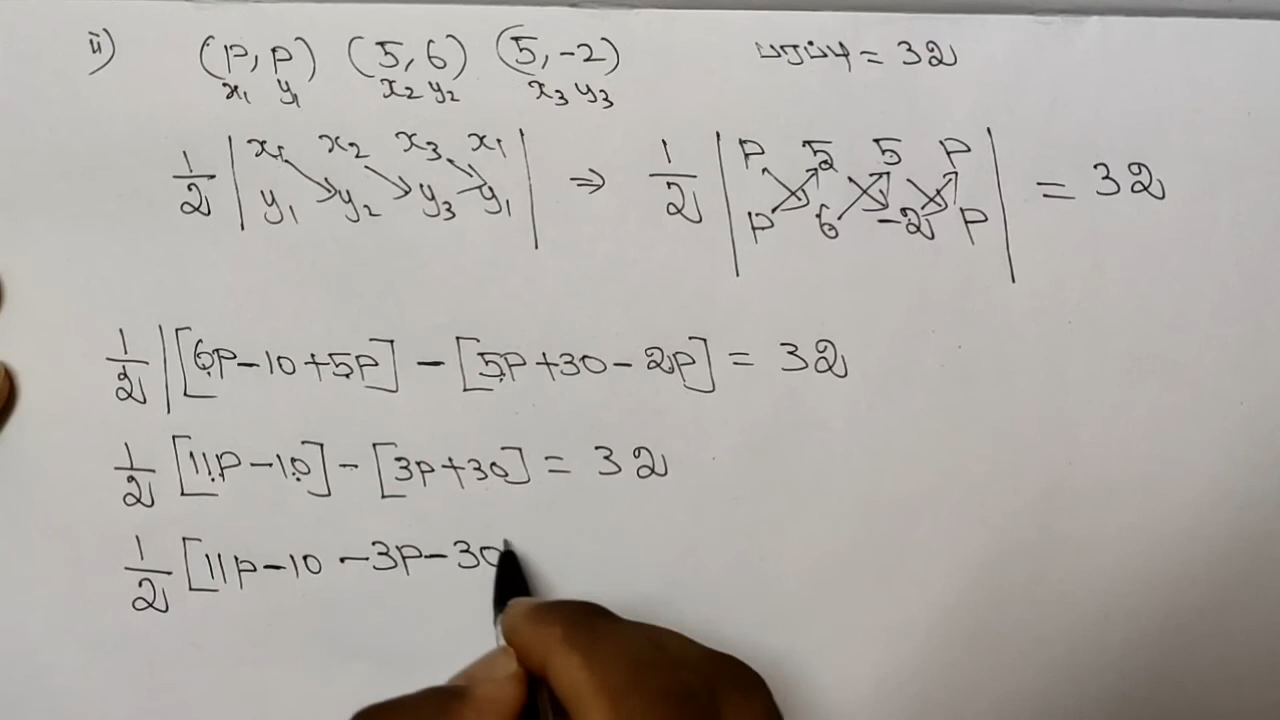 ii) (P, P) (5, 6) (5, -2) பரப்பு = 32
x₁ y₁ x₂ y₂ x₃ y₃
1/2 | x₁ x₂ x₃ x₁ | ⇒ 1/2 | P 5 5 P | = 32
y₁ y₂ y₃ y₁ P 6 -2 P
1/2 | [6P - 10 + 5P] - [5P + 30 - 2P] = 32
1/2 [11P - 10] - [3P + 30] = 32
1/2 [11P - 10 - 3P - 30